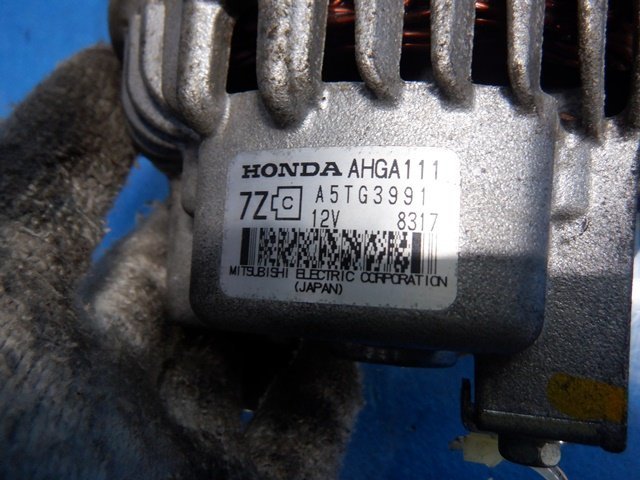 HONDA AHGA111
7Z C A5TG3991
12V 8317
MITSUBISHI ELECTRIC CORPORATION
(JAPAN)